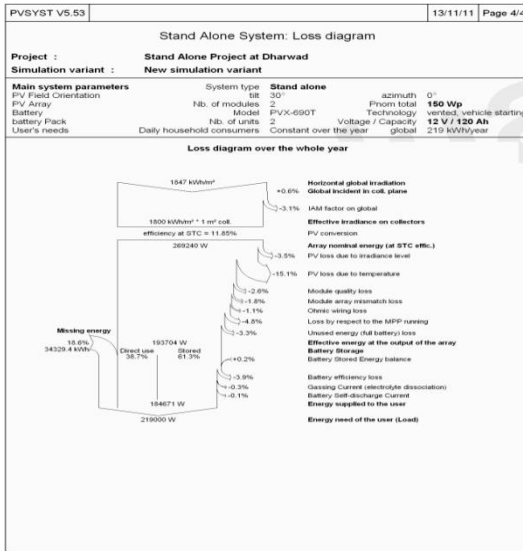 PVSYST V5.53 13/11/11 Page 4/4
Stand Alone System: Loss diagram
Project : Stand Alone Project at Dharwad
Simulation variant : New simulation variant
Main system parameters System type Stand alone
PV Field Orientation tilt 30° azimuth 0°
PV Array Nb. of modules 2 Pnom total 150 Wp
Battery Model PVX-690T Technology vented, vehicle starting
battery Pack Nb. of units 2 Voltage / Capacity 12 V / 120 Ah
User's needs Daily household consumers Constant over the year global 219 kWh/year
Loss diagram over the whole year
1847 kWh/m² Horizontal global irradiation
+0.6% Global incident in coll. plane
-3.1% IAM factor on global
1800 kWh/m² * 1 m² coll. Effective irradiance on collectors
efficiency at STC = 11.85% PV conversion
269240 W Array nominal energy (at STC effic.)
-3.5% PV loss due to irradiance level
-15.1% PV loss due to temperature
-2.6% Module quality loss
-1.8% Module array mismatch loss
-1.1% Ohmic wiring loss
-4.8% Loss by respect to the MPP running
-3.3% Unused energy (full battery) loss
Missing energy 193704 W Effective energy at the output of the array
18.6% Direct use Stored Battery Storage
34329.4 kWh 38.7% 61.3% +0.2% Battery Stored Energy balance
-3.9% Battery efficiency loss
-0.3% Gassing Current (electrolyte dissociation)
-0.1% Battery Self-discharge Current
184671 W Energy supplied to the user
219000 W Energy need of the user (Load)